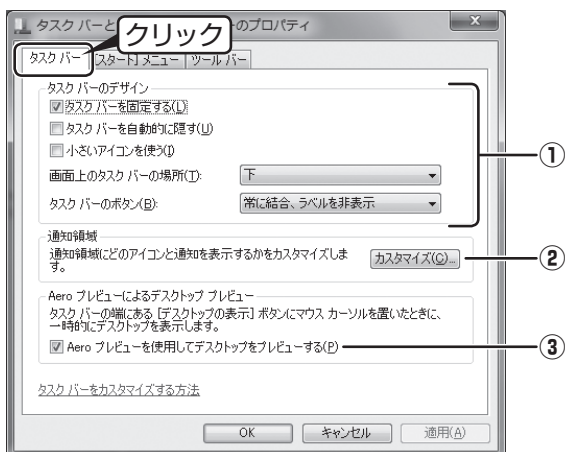 タスク バーと
ーのプロパティ
クリック
タスク バー
[スタート] メニュー
ツール バー
タスク バーのデザイン
タスク バーを固定する(L)
タスク バーを自動的に隠す(U)
小さいアイコンを使う(I)
画面上のタスク バーの場所(T):
下
タスク バーのボタン(B):
常に結合、ラベルを非表示
①
通知領域
通知領域にどのアイコンと通知を表示するかをカスタマイズしま
す。
カスタマイズ(C)...
②
Aero プレビューによるデスクトップ プレビュー
タスク バーの端にある [デスクトップの表示] ボタンにマウス カーソルを置いたときに、
一時的にデスクトップを表示します。
Aero プレビューを使用してデスクトップをプレビューする(P)
③
タスク バーをカスタマイズする方法
OK
キャンセル
適用(A)